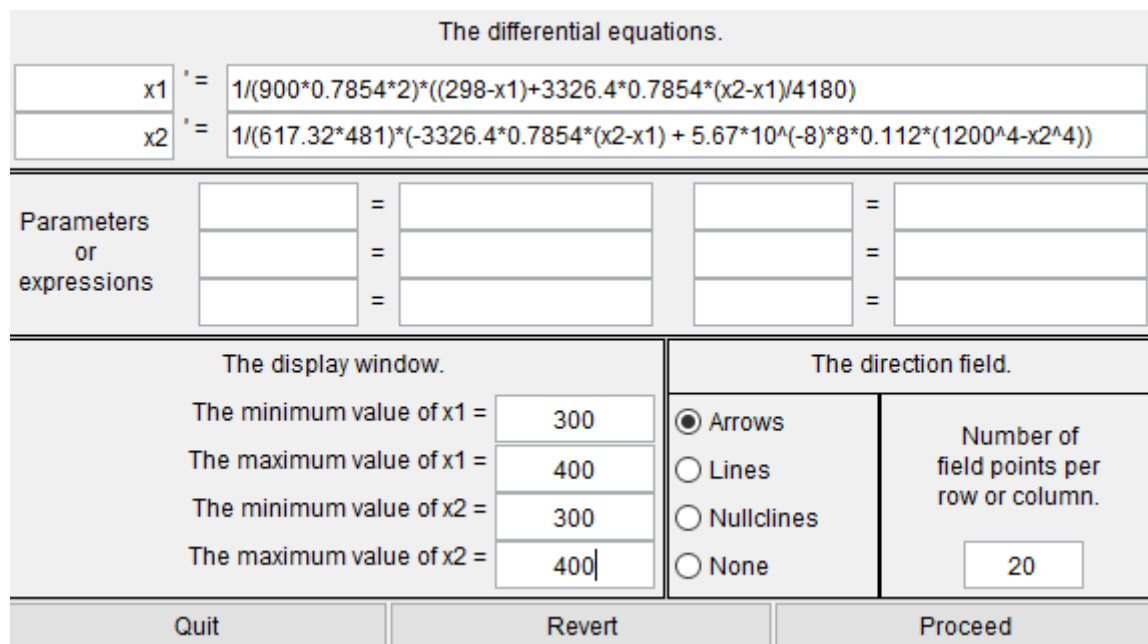 The differential equations.
x1 ' = 1/(900*0.7854*2)*((298-x1)+3326.4*0.7854*(x2-x1)/4180)
x2 ' = 1/(617.32*481)*(-3326.4*0.7854*(x2-x1) + 5.67*10^(-8)*8*0.112*(1200^4-x2^4))
Parameters
or
expressions
= =
= =
= =
The display window.
The minimum value of x1 = 300
The maximum value of x1 = 400
The minimum value of x2 = 300
The maximum value of x2 = 400
The direction field.
Arrows
Lines
Nullclines
None
Number of
field points per
row or column.
20
Quit Revert Proceed